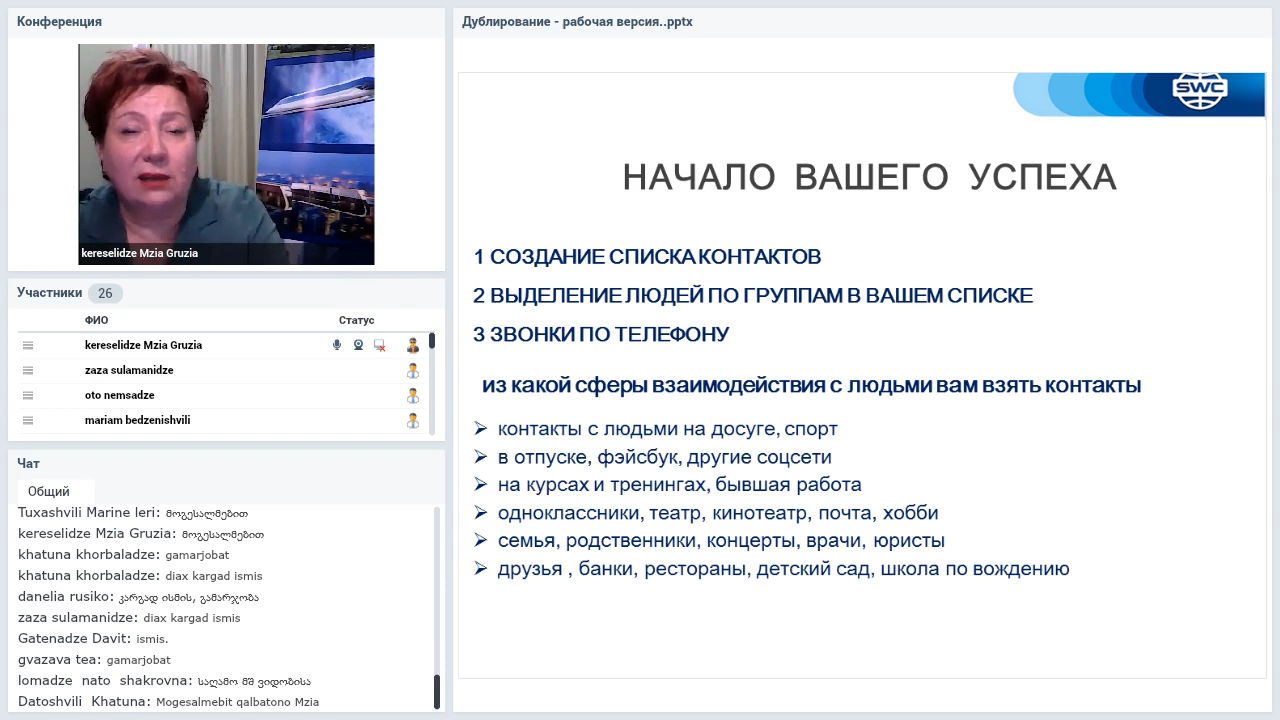 Конференция
kereselidze Mzia Gruzia
Участники 26
ФИО Статус
kereselidze Mzia Gruzia
zaza sulamanidze
oto nemsadze
mariam bedzenishvili
Чат
Общий
Tuxashvili Marine leri: მოგესალმებით
kereselidze Mzia Gruzia: მოგესალმებით
khatuna khorbaladze: gamarjobat
khatuna khorbaladze: diax kargad ismis
danelia rusiko: კარგად ისმის, გამარჯობა
zaza sulamanidze: diax kargad ismis
Gatenadze Davit: ismis.
gvazava tea: gamarjobat
lomadze nato shakrovna: საღამო მშ ვიდობისა
Datoshvili Khatuna: Mogesalmebit qalbatono Mzia
Дублирование - рабочая версия..pptx
SWC
НАЧАЛО ВАШЕГО УСПЕХА
1 СОЗДАНИЕ СПИСКА КОНТАКТОВ
2 ВЫДЕЛЕНИЕ ЛЮДЕЙ ПО ГРУППАМ В ВАШЕМ СПИСКЕ
3 ЗВОНКИ ПО ТЕЛЕФОНУ
из какой сферы взаимодействия с людьми вам взять контакты
➢ контакты с людьми на досуге, спорт
➢ в отпуске, фэйсбук, другие соцсети
➢ на курсах и тренингах, бывшая работа
➢ одноклассники, театр, кинотеатр, почта, хобби
➢ семья, родственники, концерты, врачи, юристы
➢ друзья , банки, рестораны, детский сад, школа по вождению